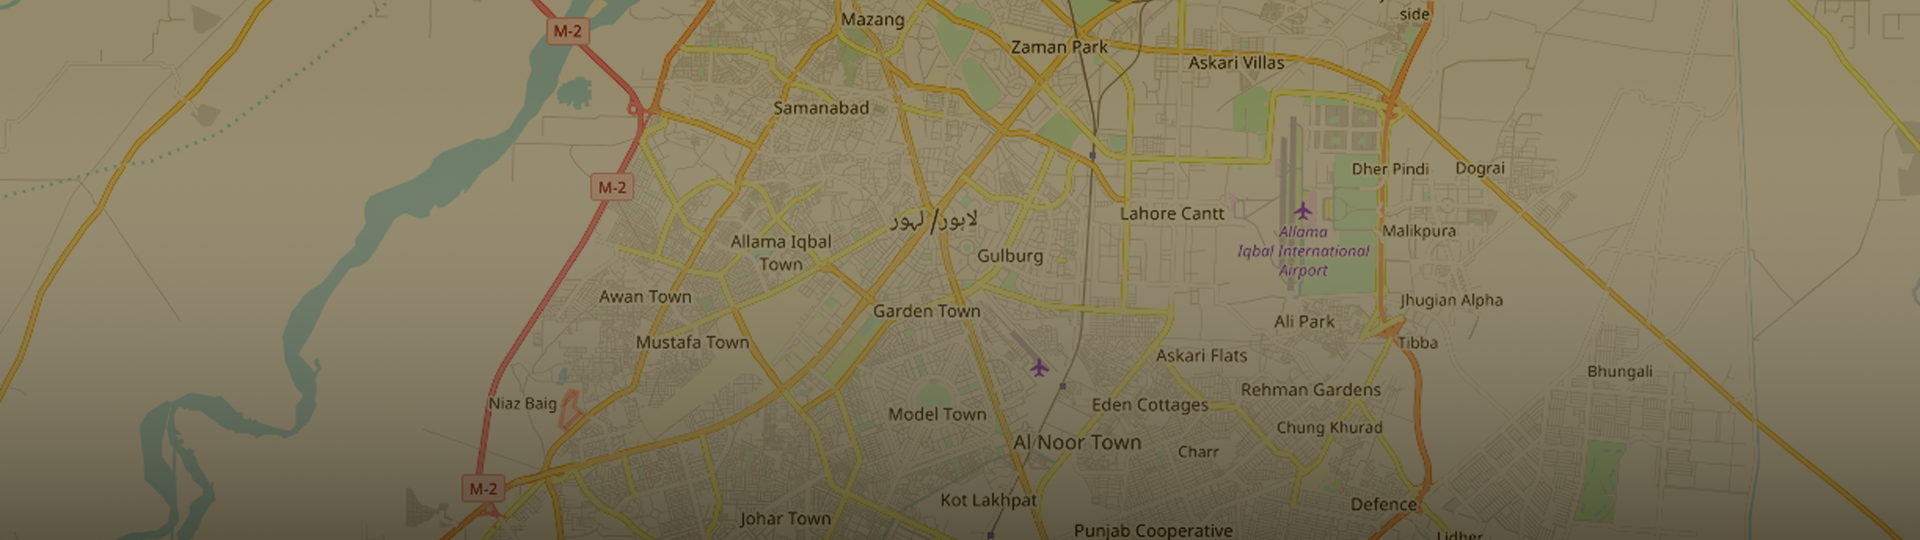 side
Mazang
M-2
Zaman Park
Askari Villas
Samanabad
Dher Pindi
Dograi
M-2
Lahore Cantt
لاہور/ لہور
Malikpura
Allama
Iqbal International
Airport
Allama Iqbal
Town
Gulburg
Awan Town
Jhugian Alpha
Garden Town
Ali Park
Mustafa Town
Tibba
Askari Flats
Bhungali
Rehman Gardens
Niaz Baig
Eden Cottages
Model Town
Chung Khurad
Al Noor Town
Charr
M-2
Kot Lakhpat
Defence
Johar Town
Punjab Cooperative
Lidher